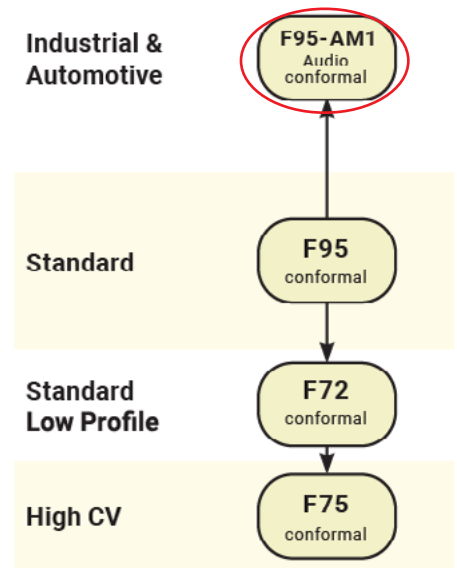 Industrial &
Automotive
F95-AM1
Audio
conformal
Standard
F95
conformal
Standard
Low Profile
F72
conformal
High CV
F75
conformal